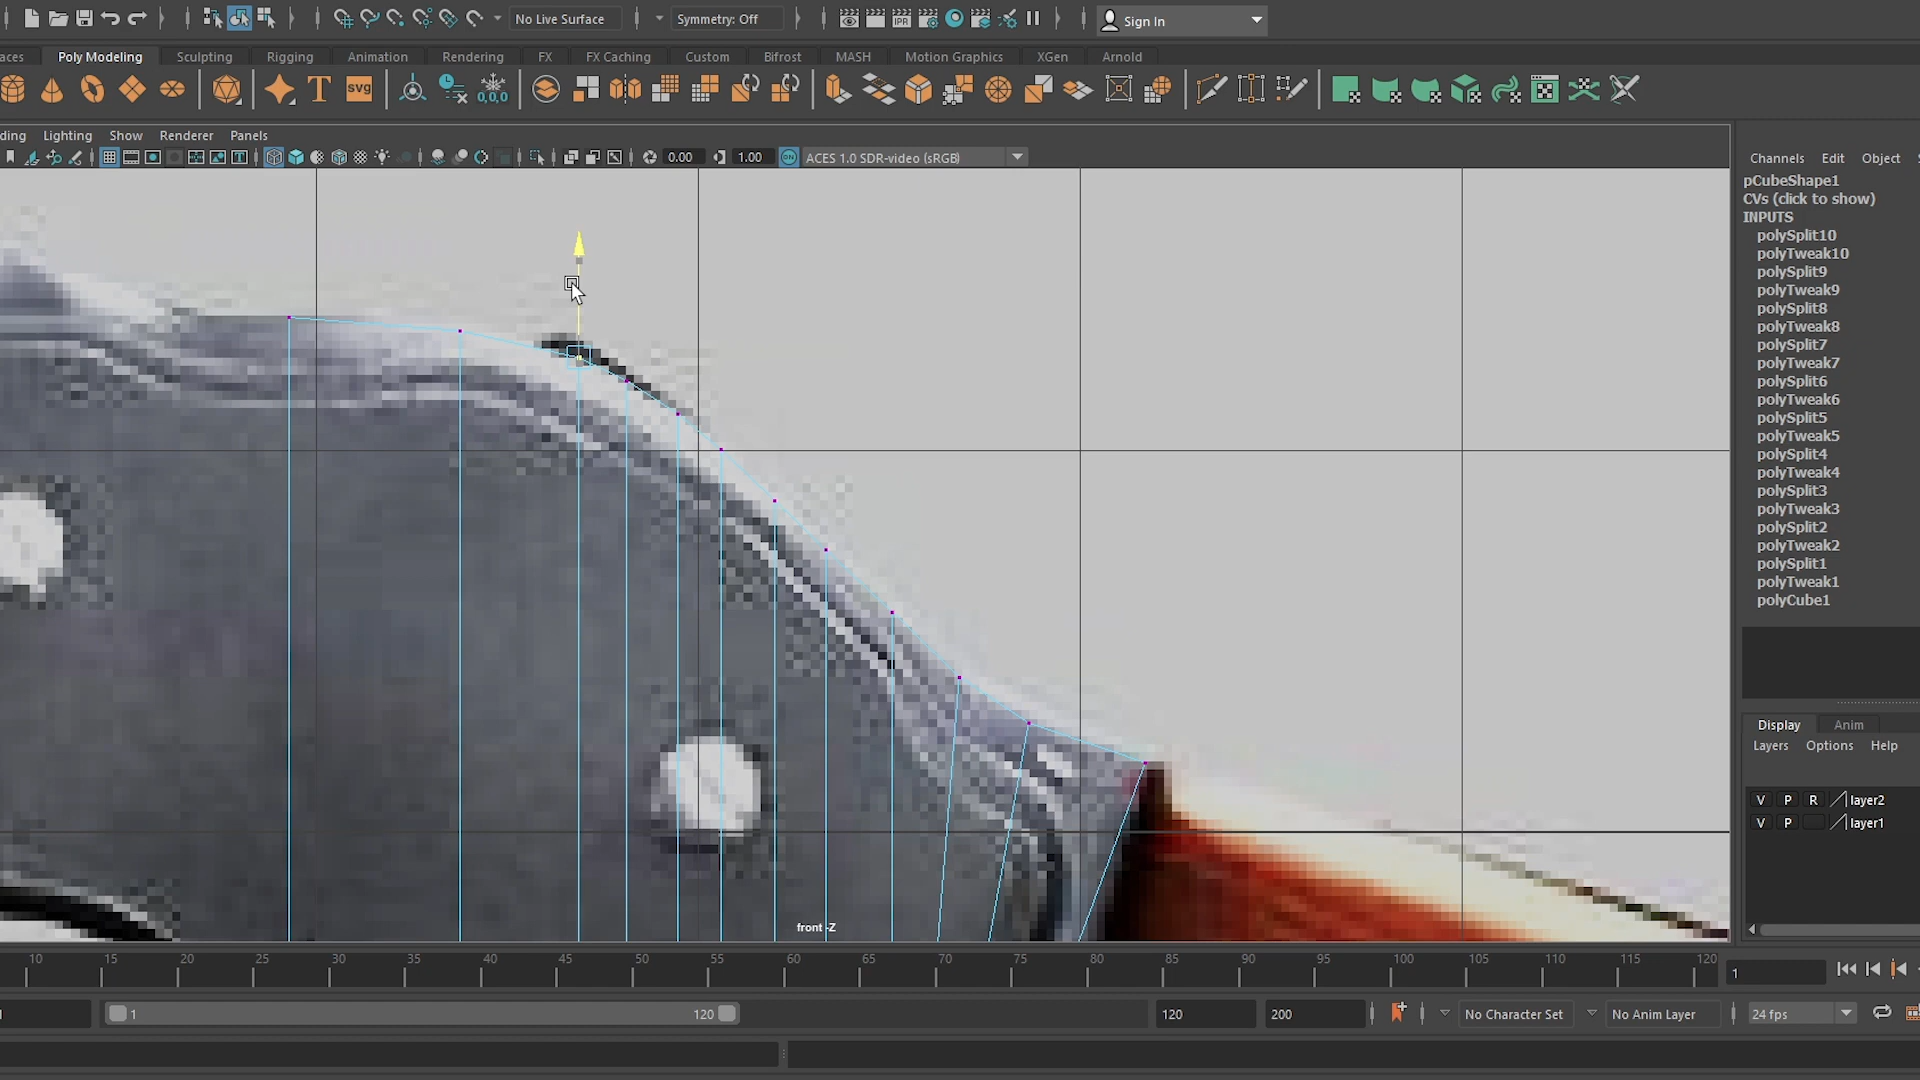 No Live Surface
Symmetry: Off
Sign In
aces
Poly Modeling
Sculpting
Rigging
Animation
Rendering
FX
FX Caching
Custom
Bifrost
MASH
Motion Graphics
XGen
Arnold
IPR
T
svg
0,0,0
ding
Lighting
Show
Renderer
Panels
0.00
1.00
ON
ACES 1.0 SDR-video (sRGB)
Channels
Edit
Object
pCubeShape1
CVs (click to show)
INPUTS
polySplit10
polyTweak10
polySplit9
polyTweak9
polySplit8
polyTweak8
polySplit7
polyTweak7
polySplit6
polyTweak6
polySplit5
polyTweak5
polySplit4
polyTweak4
polySplit3
polyTweak3
polySplit2
polyTweak2
polySplit1
polyTweak1
polyCube1
Display
Anim
Layers
Options
Help
V P R layer2
V P layer1
front -Z
10 15 20 25 30 35 40 45 50 55 60 65 70 75 80 85 90 95 100 105 110 115 120
1
1
120
120
200
No Character Set
No Anim Layer
24 fps